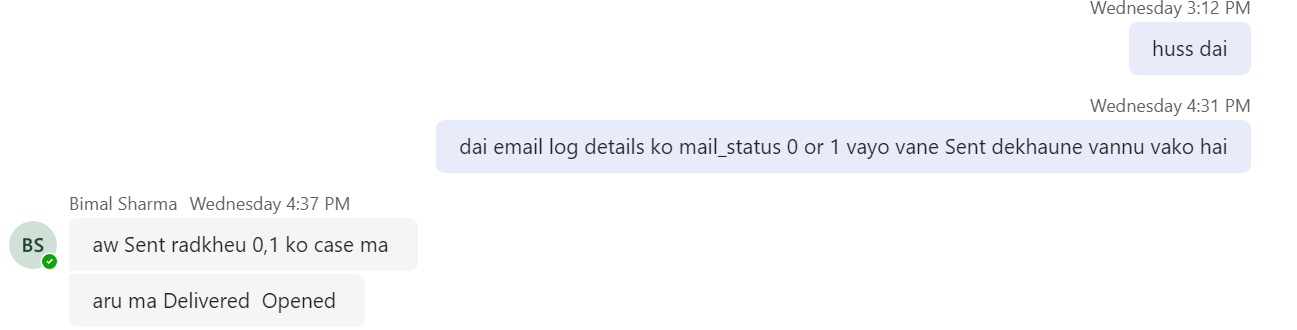 Wednesday 3:12 PM
huss dai
Wednesday 4:31 PM
dai email log details ko mail_status 0 or 1 vayo vane Sent dekhaune vannu vako hai
Bimal Sharma Wednesday 4:37 PM
BS
aw Sent radkheu 0,1 ko case ma
aru ma Delivered  Opened